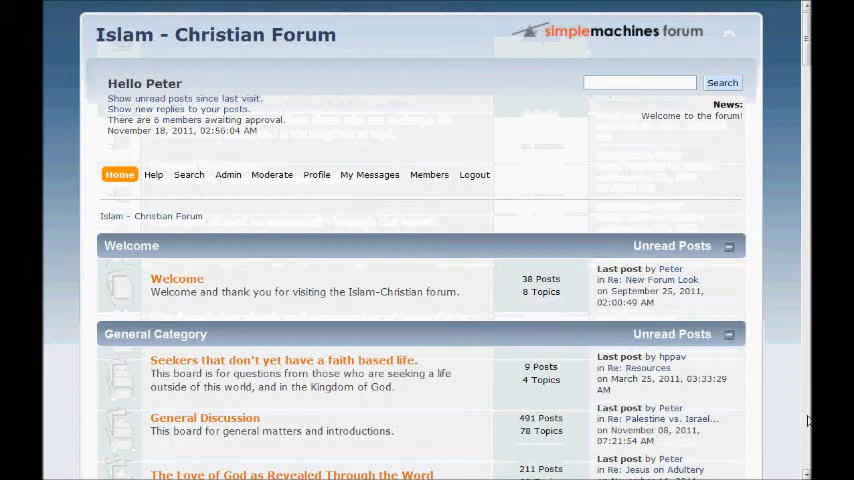 Islam - Christian Forum
simplemachines forum
Hello Peter
Show unread posts since last visit.
Show new replies to your posts.
There are 6 members awaiting approval.
November 18, 2011, 02:56:04 AM
Search
News:
Welcome to the forum!
Home Help Search Admin Moderate Profile My Messages Members Logout
Islam - Christian Forum
Welcome Unread Posts
Welcome
Welcome and thank you for visiting the Islam-Christian forum.
38 Posts
8 Topics
Last post by Peter
in Re: New Forum Look
on September 25, 2011,
02:00:49 AM
General Category Unread Posts
Seekers that don't yet have a faith based life.
This board is for questions from those who are seeking a life
outside of this world, and in the Kingdom of God.
9 Posts
4 Topics
Last post by hppav
in Re: Resources
on March 25, 2011, 03:33:29
AM
General Discussion
This board for general matters and introductions.
491 Posts
78 Topics
Last post by Peter
in Re: Palestine vs. Israel...
on November 08, 2011,
07:21:54 AM
The Love of God as Revealed Through the Word
211 Posts
Last post by Peter
in Re: Jesus on Adultery